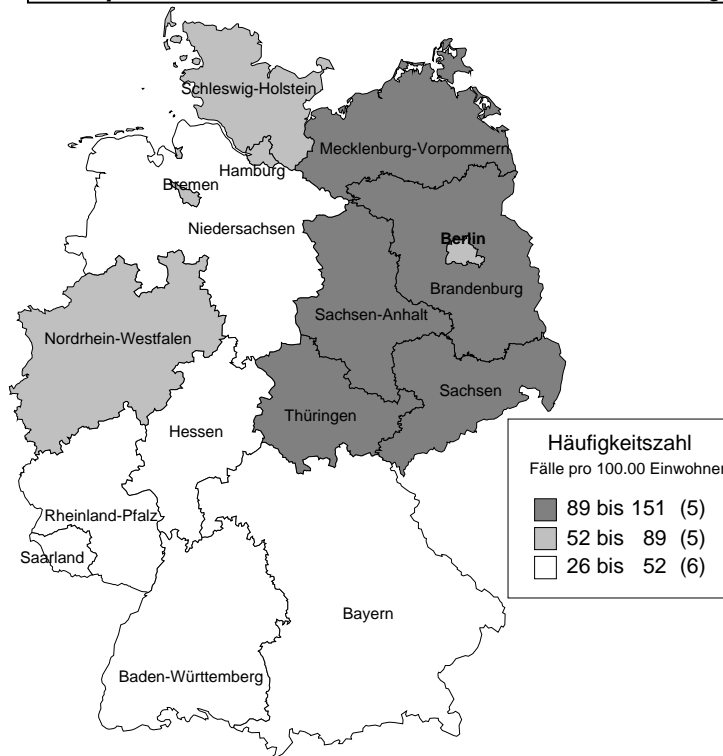 Schleswig-Holstein
Mecklenburg-Vorpommern
Hamburg
Bremen
Niedersachsen
Berlin
Brandenburg
Sachsen-Anhalt
Nordrhein-Westfalen
Sachsen
Thüringen
Hessen
Häufigkeitszahl
Fälle pro 100.00 Einwohner
89 bis 151 (5)
52 bis 89 (5)
26 bis 52 (6)
Rheinland-Pfalz
Saarland
Bayern
Baden-Württemberg